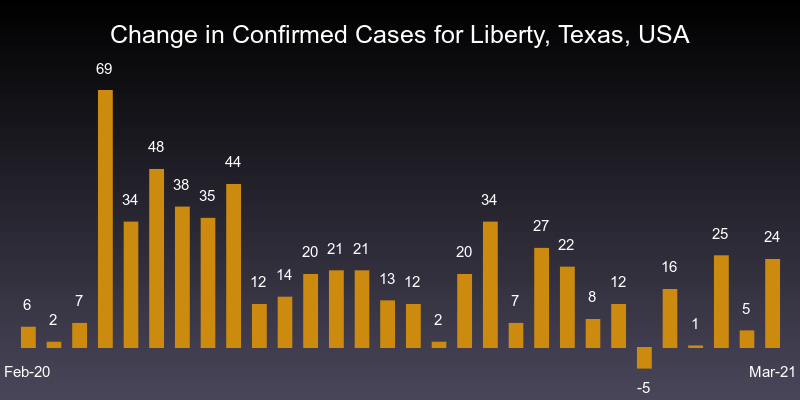 Change in Confirmed Cases for Liberty, Texas, USA
6 2 7 69 34 48 38 35 44 12 14 20 21 21 13 12 2 20 34 7 27 22 8 12 -5 16 1 25 5 24
Feb-20 Mar-21